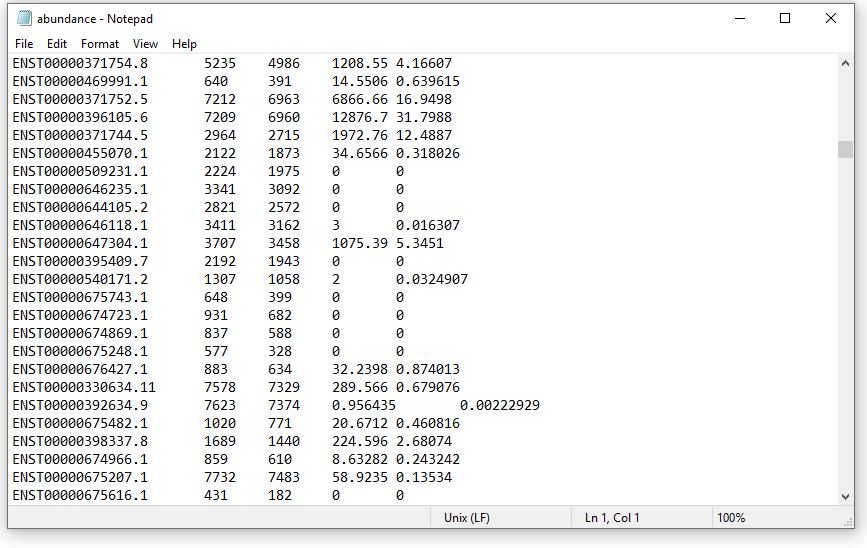 abundance - Notepad
File Edit Format View Help
ENST00000371754.8 5235 4986 1208.55 4.16607
ENST00000469991.1 640 391 14.5506 0.639615
ENST00000371752.5 7212 6963 6866.66 16.9498
ENST00000396105.6 7209 6960 12876.7 31.7988
ENST00000371744.5 2964 2715 1972.76 12.4887
ENST00000455070.1 2122 1873 34.6566 0.318026
ENST00000509231.1 2224 1975 0 0
ENST00000646235.1 3341 3092 0 0
ENST00000644105.2 2821 2572 0 0
ENST00000646118.1 3411 3162 3 0.016307
ENST00000647304.1 3707 3458 1075.39 5.3451
ENST00000395409.7 2192 1943 0 0
ENST00000540171.2 1307 1058 2 0.0324907
ENST00000675743.1 648 399 0 0
ENST00000674723.1 931 682 0 0
ENST00000674869.1 837 588 0 0
ENST00000675248.1 577 328 0 0
ENST00000676427.1 883 634 32.2398 0.874013
ENST00000330634.11 7578 7329 289.566 0.679076
ENST00000392634.9 7623 7374 0.956435 0.00222929
ENST00000675482.1 1020 771 20.6712 0.460816
ENST00000398337.8 1689 1440 224.596 2.68074
ENST00000674966.1 859 610 8.63282 0.243242
ENST00000675207.1 7732 7483 58.9235 0.13534
ENST00000675616.1 431 182 0 0
Unix (LF) Ln 1, Col 1 100%